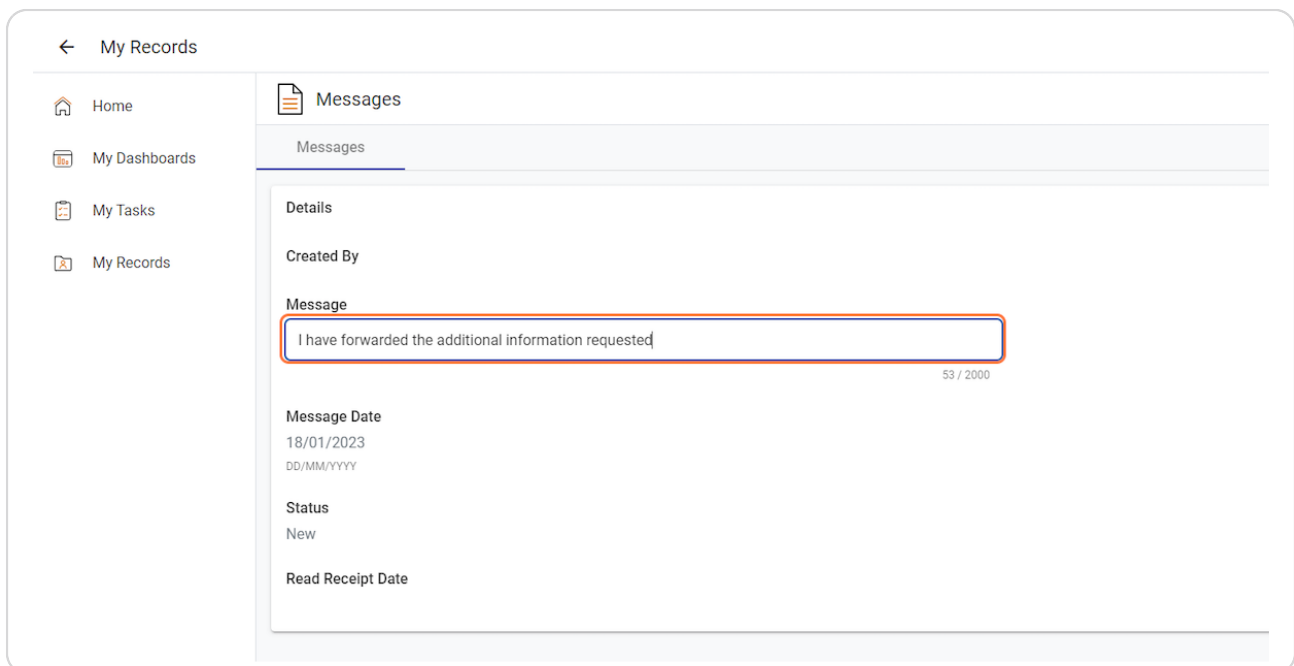 My Records
Home
My Dashboards
My Tasks
My Records
Messages
Messages
Details
Created By
Message
I have forwarded the additional information requested
53 / 2000
Message Date
18/01/2023
DD/MM/YYYY
Status
New
Read Receipt Date